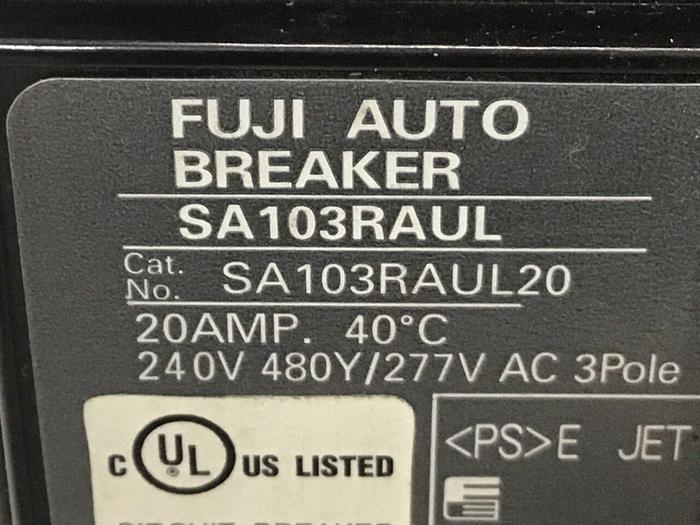 FUJI AUTO
BREAKER
SA103RAUL
Cat.
No. SA103RAUL20
20AMP. 40°C
240V 480Y/277V AC 3Pole
C UL US LISTED
<PS>E JET